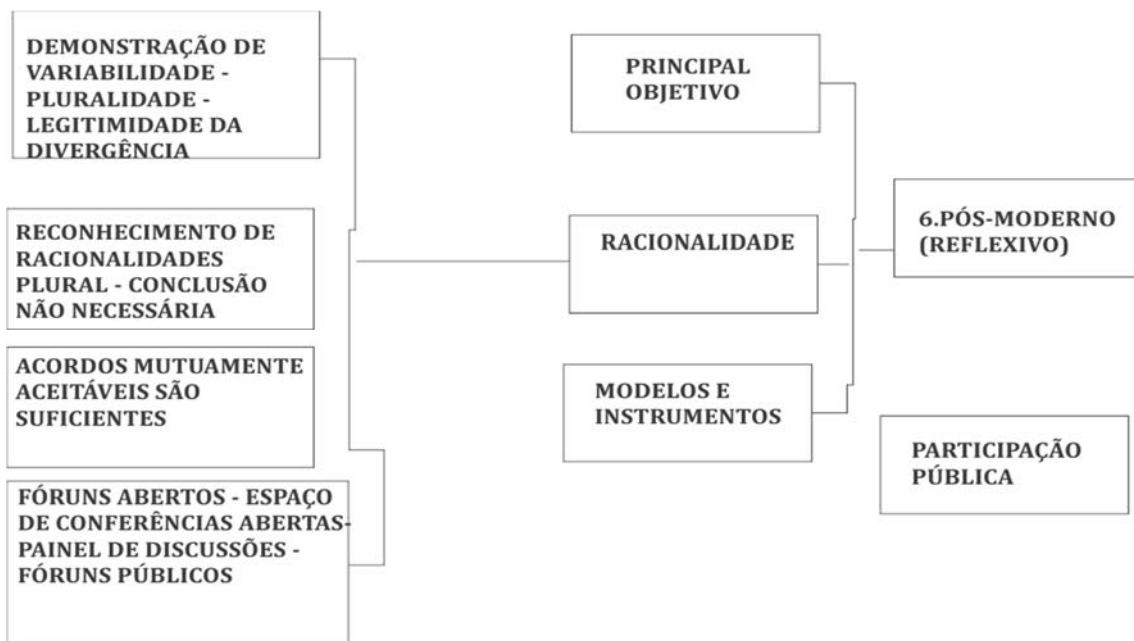 DEMONSTRAÇÃO DE
VARIABILIDADE -
PLURALIDADE -
LEGITIMIDADE DA
DIVERGÊNCIA
RECONHECIMENTO DE
RACIONALIDADES
PLURAL - CONCLUSÃO
NÃO NECESSÁRIA
ACORDOS MUTUAMENTE
ACEITÁVEIS SÃO
SUFICIENTES
FÓRUNS ABERTOS - ESPAÇO
DE CONFERÊNCIAS ABERTAS-
PAINEL DE DISCUSSÕES -
FÓRUNS PÚBLICOS
PRINCIPAL
OBJETIVO
RACIONALIDADE
MODELOS E
INSTRUMENTOS
6.PÓS-MODERNO
(REFLEXIVO)
PARTICIPAÇÃO
PÚBLICA